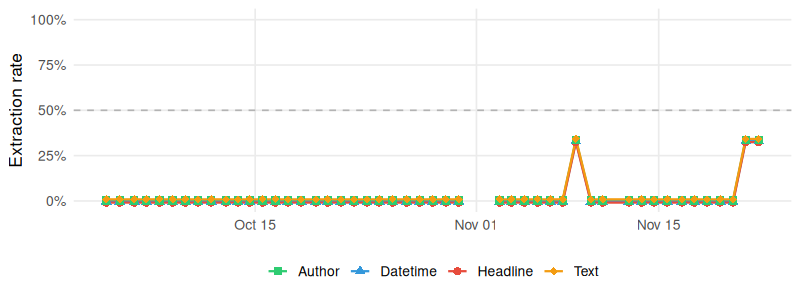 100%
75%
50%
25%
0%
Extraction rate
Oct 15
Nov 01
Nov 15
Author
Datetime
Headline
Text